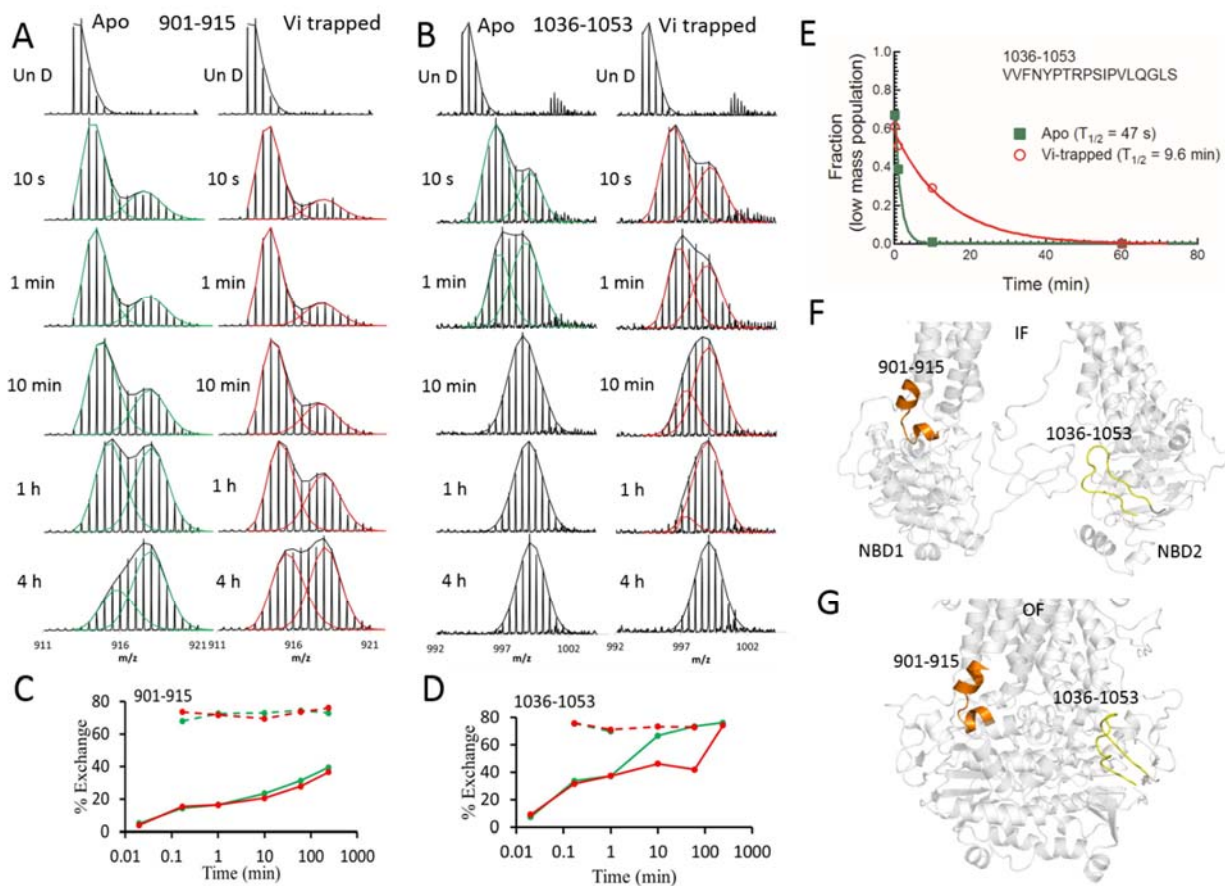 A
Apo 901-915 Vi trapped
Un D
10 s 10 s
1 min 1 min
10 min 10 min
1 h 1 h
4 h 4 h
911 916 921 911 916 921
m/z m/z
B
Apo 1036-1053 Vi trapped
Un D
10 s 10 s
1 min 1 min
10 min 10 min
1 h 1 h
4 h 4 h
992 997 1002 992 997 1002
m/z m/z
C
901-915
% Exchange
80
60
40
20
0
0.01 0.1 1 10 100 1000
Time (min)
D
1036-1053
% Exchange
80
60
40
20
0
0.01 0.1 1 10 100 1000
Time (min)
E
1036-1053
VVFNYPTRPSIPVLQGLS
Apo (T1/2 = 47 s)
Vi-trapped (T1/2 = 9.6 min)
Fraction
(low mass population)
1.0
0.8
0.6
0.4
0.2
0.0
0 20 40 60 80
Time (min)
F
IF
901-915
1036-1053
NBD1
NBD2
G
OF
901-915
1036-1053